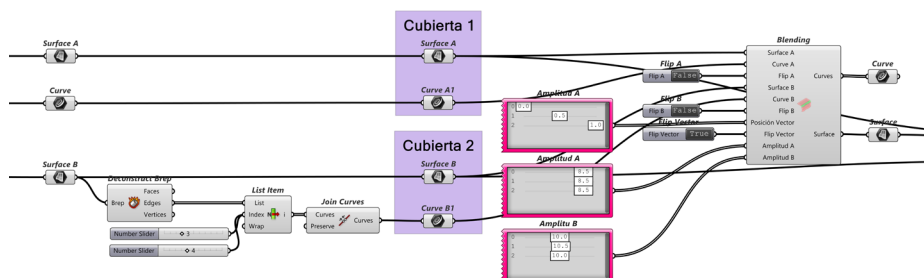 Cubierta 1
Surface A
Surface A
Curve
Curve A1
Cubierta 2
Surface B
Surface B
Curve B1
Deconstruct Brep
Brep
Faces
Edges
Vertices
List Item
List
Index
Wrap
i
Join Curves
Curves
Preserve
Curves
Number Slider
3
Number Slider
4
Amplitud A
0
0.0
1
0.5
2
1.0
Amplitud A
0
8.5
1
8.5
2
8.5
Amplitu B
0
10.0
1
10.5
2
10.0
Flip A
Flip A False
Flip B
Flip B False
Flip Vector
Flip Vector True
Blending
Surface A
Curve A
Flip A
Surface B
Curve B
Flip B
Posición Vector
Flip Vector
Amplitud A
Amplitud B
Curves
Surface
Curve
Surface